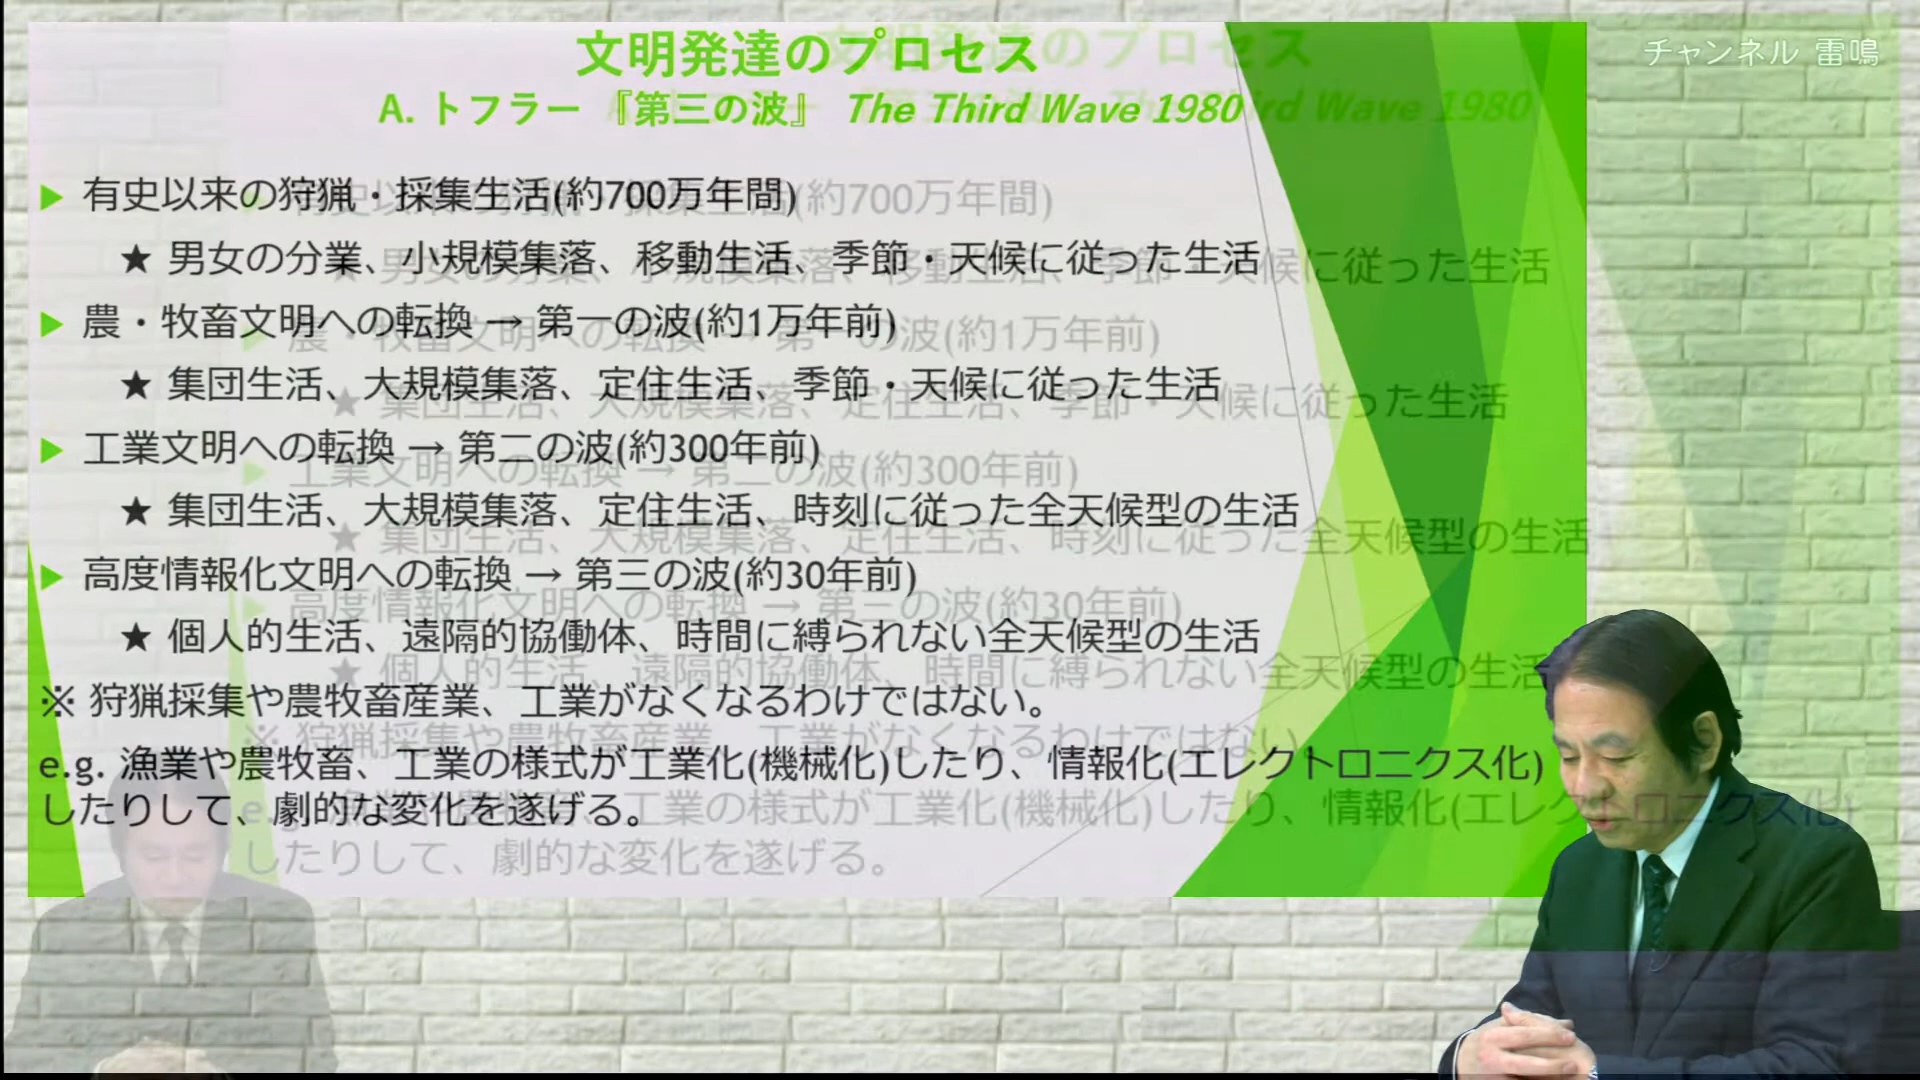 文明発達のプロセス
A. トフラー 『第三の波』 The Third Wave 1980
チャンネル 雷鳴
▶ 有史以来の狩猟・採集生活(約700万年間)
★ 男女の分業、小規模集落、移動生活、季節・天候に従った生活
▶ 農・牧畜文明への転換 → 第一の波(約1万年前)
★ 集団生活、大規模集落、定住生活、季節・天候に従った生活
▶ 工業文明への転換 → 第二の波(約300年前)
★ 集団生活、大規模集落、定住生活、時刻に従った全天候型の生活
▶ 高度情報化文明への転換 → 第三の波(約30年前)
★ 個人的生活、遠隔的協働体、時間に縛られない全天候型の生活
※ 狩猟採集や農牧畜産業、工業がなくなるわけではない。
e.g. 漁業や農牧畜、工業の様式が工業化(機械化)したり、情報化(エレクトロニクス化)
したりして、劇的な変化を遂げる。